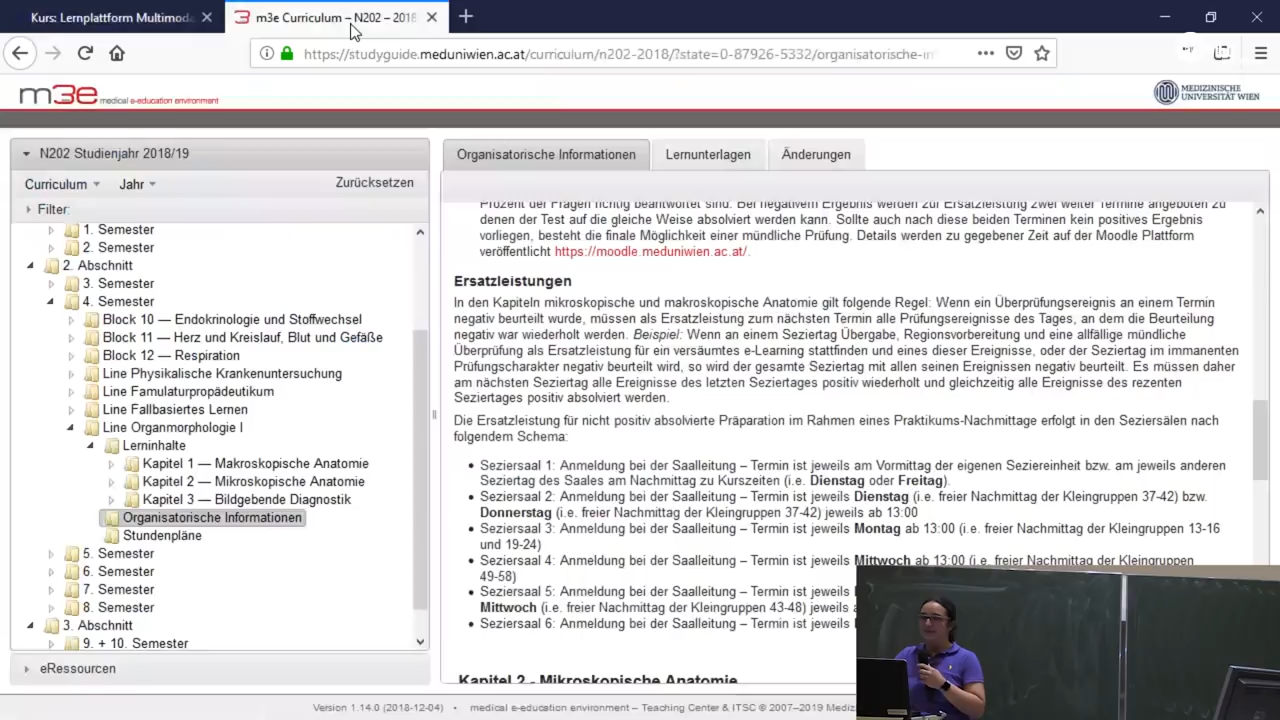 Kurs: Lernplattform Multimoda
m3e Curriculum – N202 – 2018
https://studyguide.meduniwien.ac.at/curriculum/n202-2018/?state=0-87926-5332/organisatorische-in
m3e medical e-education environment
MEDIZINISCHE
UNIVERSITÄT WIEN
N202 Studienjahr 2018/19
Curriculum Jahr Zurücksetzen
Filter:
1. Semester
2. Semester
2. Abschnitt
3. Semester
4. Semester
Block 10 — Endokrinologie und Stoffwechsel
Block 11 — Herz und Kreislauf, Blut und Gefäße
Block 12 — Respiration
Line Physikalische Krankenuntersuchung
Line Famulaturpropädeutikum
Line Fallbasiertes Lernen
Line Organmorphologie I
Lerninhalte
Kapitel 1 — Makroskopische Anatomie
Kapitel 2 — Mikroskopische Anatomie
Kapitel 3 — Bildgebende Diagnostik
Organisatorische Informationen
Stundenpläne
5. Semester
6. Semester
7. Semester
8. Semester
3. Abschnitt
9. + 10. Semester
eRessourcen
Organisatorische Informationen Lernunterlagen Änderungen
Prozent der Fragen richtig beantwortet sind. Bei negativem Ergebnis werden zur Ersatzleistung zwei weiter Termine angeboten zu
denen der Test auf die gleiche Weise absolviert werden kann. Sollte auch nach diese beiden Terminen kein positives Ergebnis
vorliegen, besteht die finale Möglichkeit einer mündliche Prüfung. Details werden zu gegebener Zeit auf der Moodle Plattform
veröffentlicht https://moodle.meduniwien.ac.at/.
Ersatzleistungen
In den Kapiteln mikroskopische und makroskopische Anatomie gilt folgende Regel: Wenn ein Überprüfungsereignis an einem Termin
negativ beurteilt wurde, müssen als Ersatzleistung zum nächsten Termin alle Prüfungsereignisse des Tages, an dem die Beurteilung
negativ war wiederholt werden. Beispiel: Wenn an einem Seziertag Übergabe, Regionsvorbereitung und eine allfällige mündliche
Überprüfung als Ersatzleistung für ein versäumtes e-Learning stattfinden und eines dieser Ereignisse, oder der Seziertag im immanenten
Prüfungscharakter negativ beurteilt wird, so wird der gesamte Seziertag mit allen seinen Ereignissen negativ beurteilt. Es müssen daher
am nächsten Seziertag alle Ereignisse des letzten Seziertages positiv wiederholt und gleichzeitig alle Ereignisse des rezenten
Seziertages positiv absolviert werden.
Die Ersatzleistung für nicht positiv absolvierte Präparation im Rahmen eines Praktikums-Nachmittage erfolgt in den Seziersälen nach
folgendem Schema:
• Seziersaal 1: Anmeldung bei der Saalleitung – Termin ist jeweils am Vormittag der eigenen Seziereinheit bzw. am jeweils anderen
Seziertag des Saales am Nachmittag zu Kurszeiten (i.e. Dienstag oder Freitag).
• Seziersaal 2: Anmeldung bei der Saalleitung – Termin ist jeweils Dienstag (i.e. freier Nachmittag der Kleingruppen 37-42) bzw.
Donnerstag (i.e. freier Nachmittag der Kleingruppen 37-42) jeweils ab 13:00
• Seziersaal 3: Anmeldung bei der Saalleitung – Termin ist jeweils Montag ab 13:00 (i.e. freier Nachmittag der Kleingruppen 13-16
und 19-24)
• Seziersaal 4: Anmeldung bei der Saalleitung – Termin ist jeweils Mittwoch ab 13:00 (i.e. freier Nachmittag der Kleingruppen
49-58)
• Seziersaal 5: Anmeldung bei der Saalleitung – Termin ist jeweils
Mittwoch (i.e. freier Nachmittag der Kleingruppen 43-48) jeweils
• Seziersaal 6: Anmeldung bei der Saalleitung – Termin ist jeweils
Kapitel 2 - Mikroskopische Anatomie
Version 1.14.0 (2018-12-04) • medical e-education environment – Teaching Center & ITSC © 2007–2019 Mediz